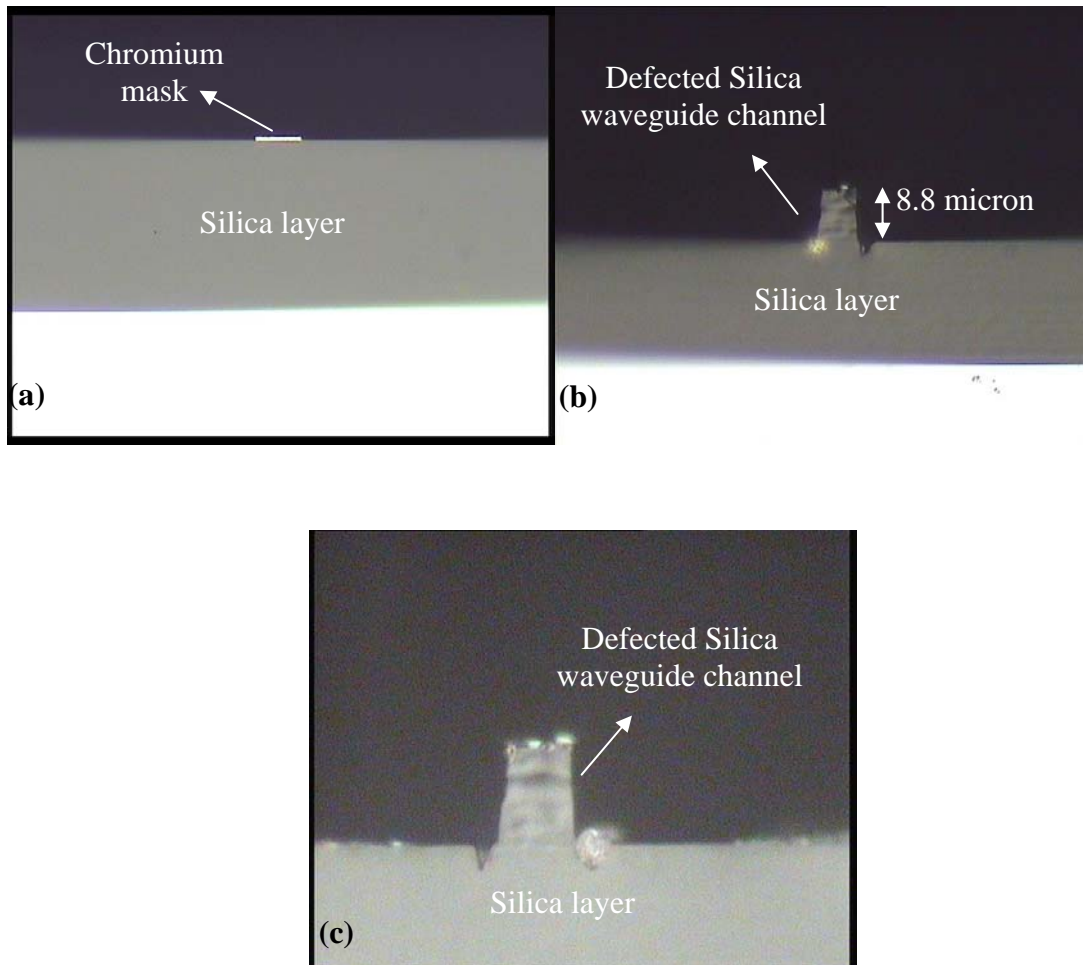 Chromium
mask
Silica layer
(a)
Defected Silica
waveguide channel
8.8 micron
Silica layer
(b)
Defected Silica
waveguide channel
Silica layer
(c)